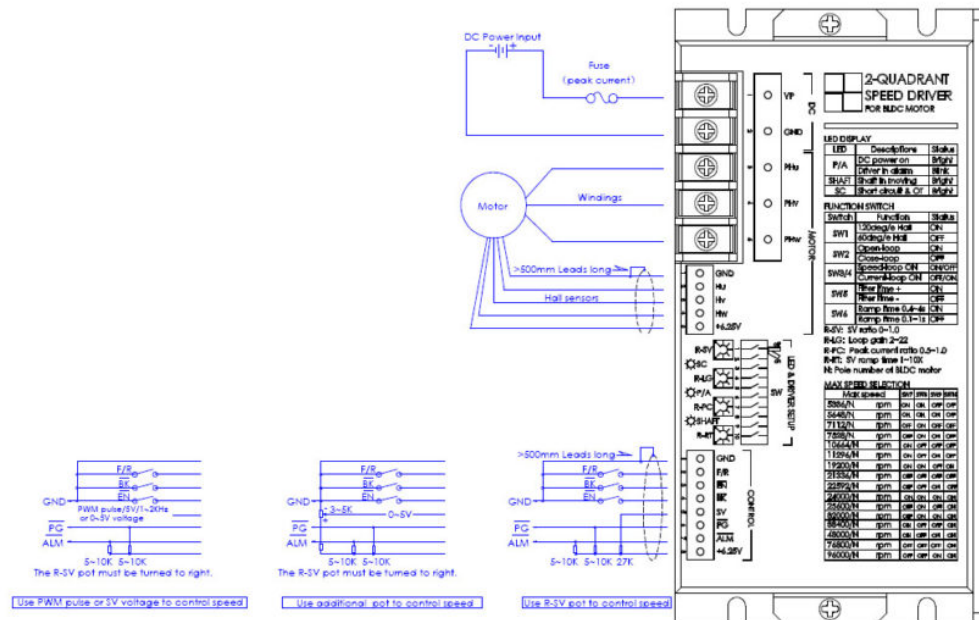 DC Power Input
- +
Fuse
(peak current)
Motor
Windings
>500mm Leads long
Hall sensors
VP
GND
PHu
PHv
PHw
DC
MOTOR
GND
Hu
Hv
Hw
+6.25V
R-SV
SC
R-LG
P/A
R-PC
SHAFT
R-RT
SW
LED & DRIVER SETUP
GND
F/R
EN
BK
SV
PG
ALM
+6.25V
CONTROL
2-QUADRANT
SPEED DRIVER
FOR BLDC MOTOR
LED DISPLAY
LED Descriptions Status
P/A DC power on Bright
Driver in alarm Blink
SHAFT Shaft in moving Bright
SC Short circuit & OT Bright
FUNCTION SWITCH
Switch Function Status
SW1 120deg/e Hall ON
60deg/e Hall OFF
SW2 Open-loop ON
Close-loop OFF
SW3/4 Speed-loop ON ON/OFF
Current-loop ON OFF/ON
SW5 Filter time + ON
Filter time - OFF
SW6 Ramp time 0.4~4s ON
Ramp time 0.1~1s OFF
R-SV: SV ratio 0~1.0
R-LG: Loop gain 2~22
R-PC: Peak current ratio 0.5~1.0
R-RT: SV ramp time 1~10X
N: Pole number of BLDC motor
MAX SPEED SELECTION
Max speed
5648/N rpm
7112/N rpm
10664/N rpm
11296/N rpm
19200/N rpm
21336/N rpm
22592/N rpm
24000/N rpm
25600/N rpm
48000/N rpm
76800/N rpm
96000/N rpm
F/R
BK
EN
GND
PWM pulse/5V/1~2KHz
or 0~5V voltage
PG
ALM
5~10K 5~10K
The R-SV pot must be turned to right.
Use PWM pulse or SV voltage to control speed
F/R
BK
EN
GND
3~5K
0~5V
PG
ALM
5~10K 5~10K
The R-SV pot must be turned to right.
Use additional pot to control speed
>500mm Leads long
F/R
BK
EN
GND
PG
ALM
5~10K 5~10K 27K
Use R-SV pot to control speed